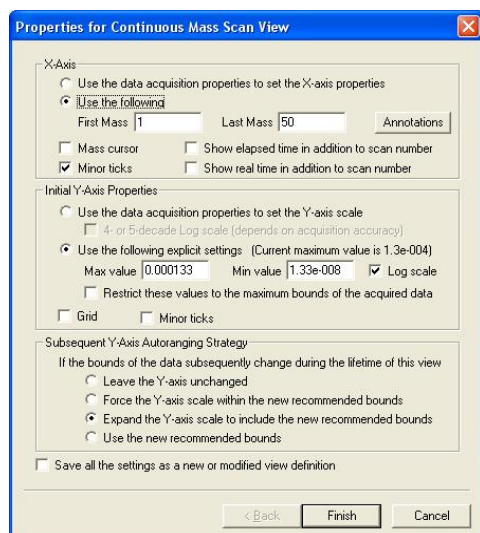 Properties for Continuous Mass Scan View
X-Axis
Use the data acquisition properties to set the X-axis properties
Use the following
First Mass 1 Last Mass 50 Annotations
Mass cursor Show elapsed time in addition to scan number
Minor ticks Show real time in addition to scan number
Initial Y-Axis Properties
Use the data acquisition properties to set the Y-axis scale
4- or 5-decade Log scale (depends on acquisition accuracy)
Use the following explicit settings (Current maximum value is 1.3e-004)
Max value 0.000133 Min value 1.33e-008 Log scale
Restrict these values to the maximum bounds of the acquired data
Grid Minor ticks
Subsequent Y-Axis Autoranging Strategy
If the bounds of the data subsequently change during the lifetime of this view
Leave the Y-axis unchanged
Force the Y-axis scale within the new recommended bounds
Expand the Y-axis scale to include the new recommended bounds
Use the new recommended bounds
Save all the settings as a new or modified view definition
< Back Finish Cancel